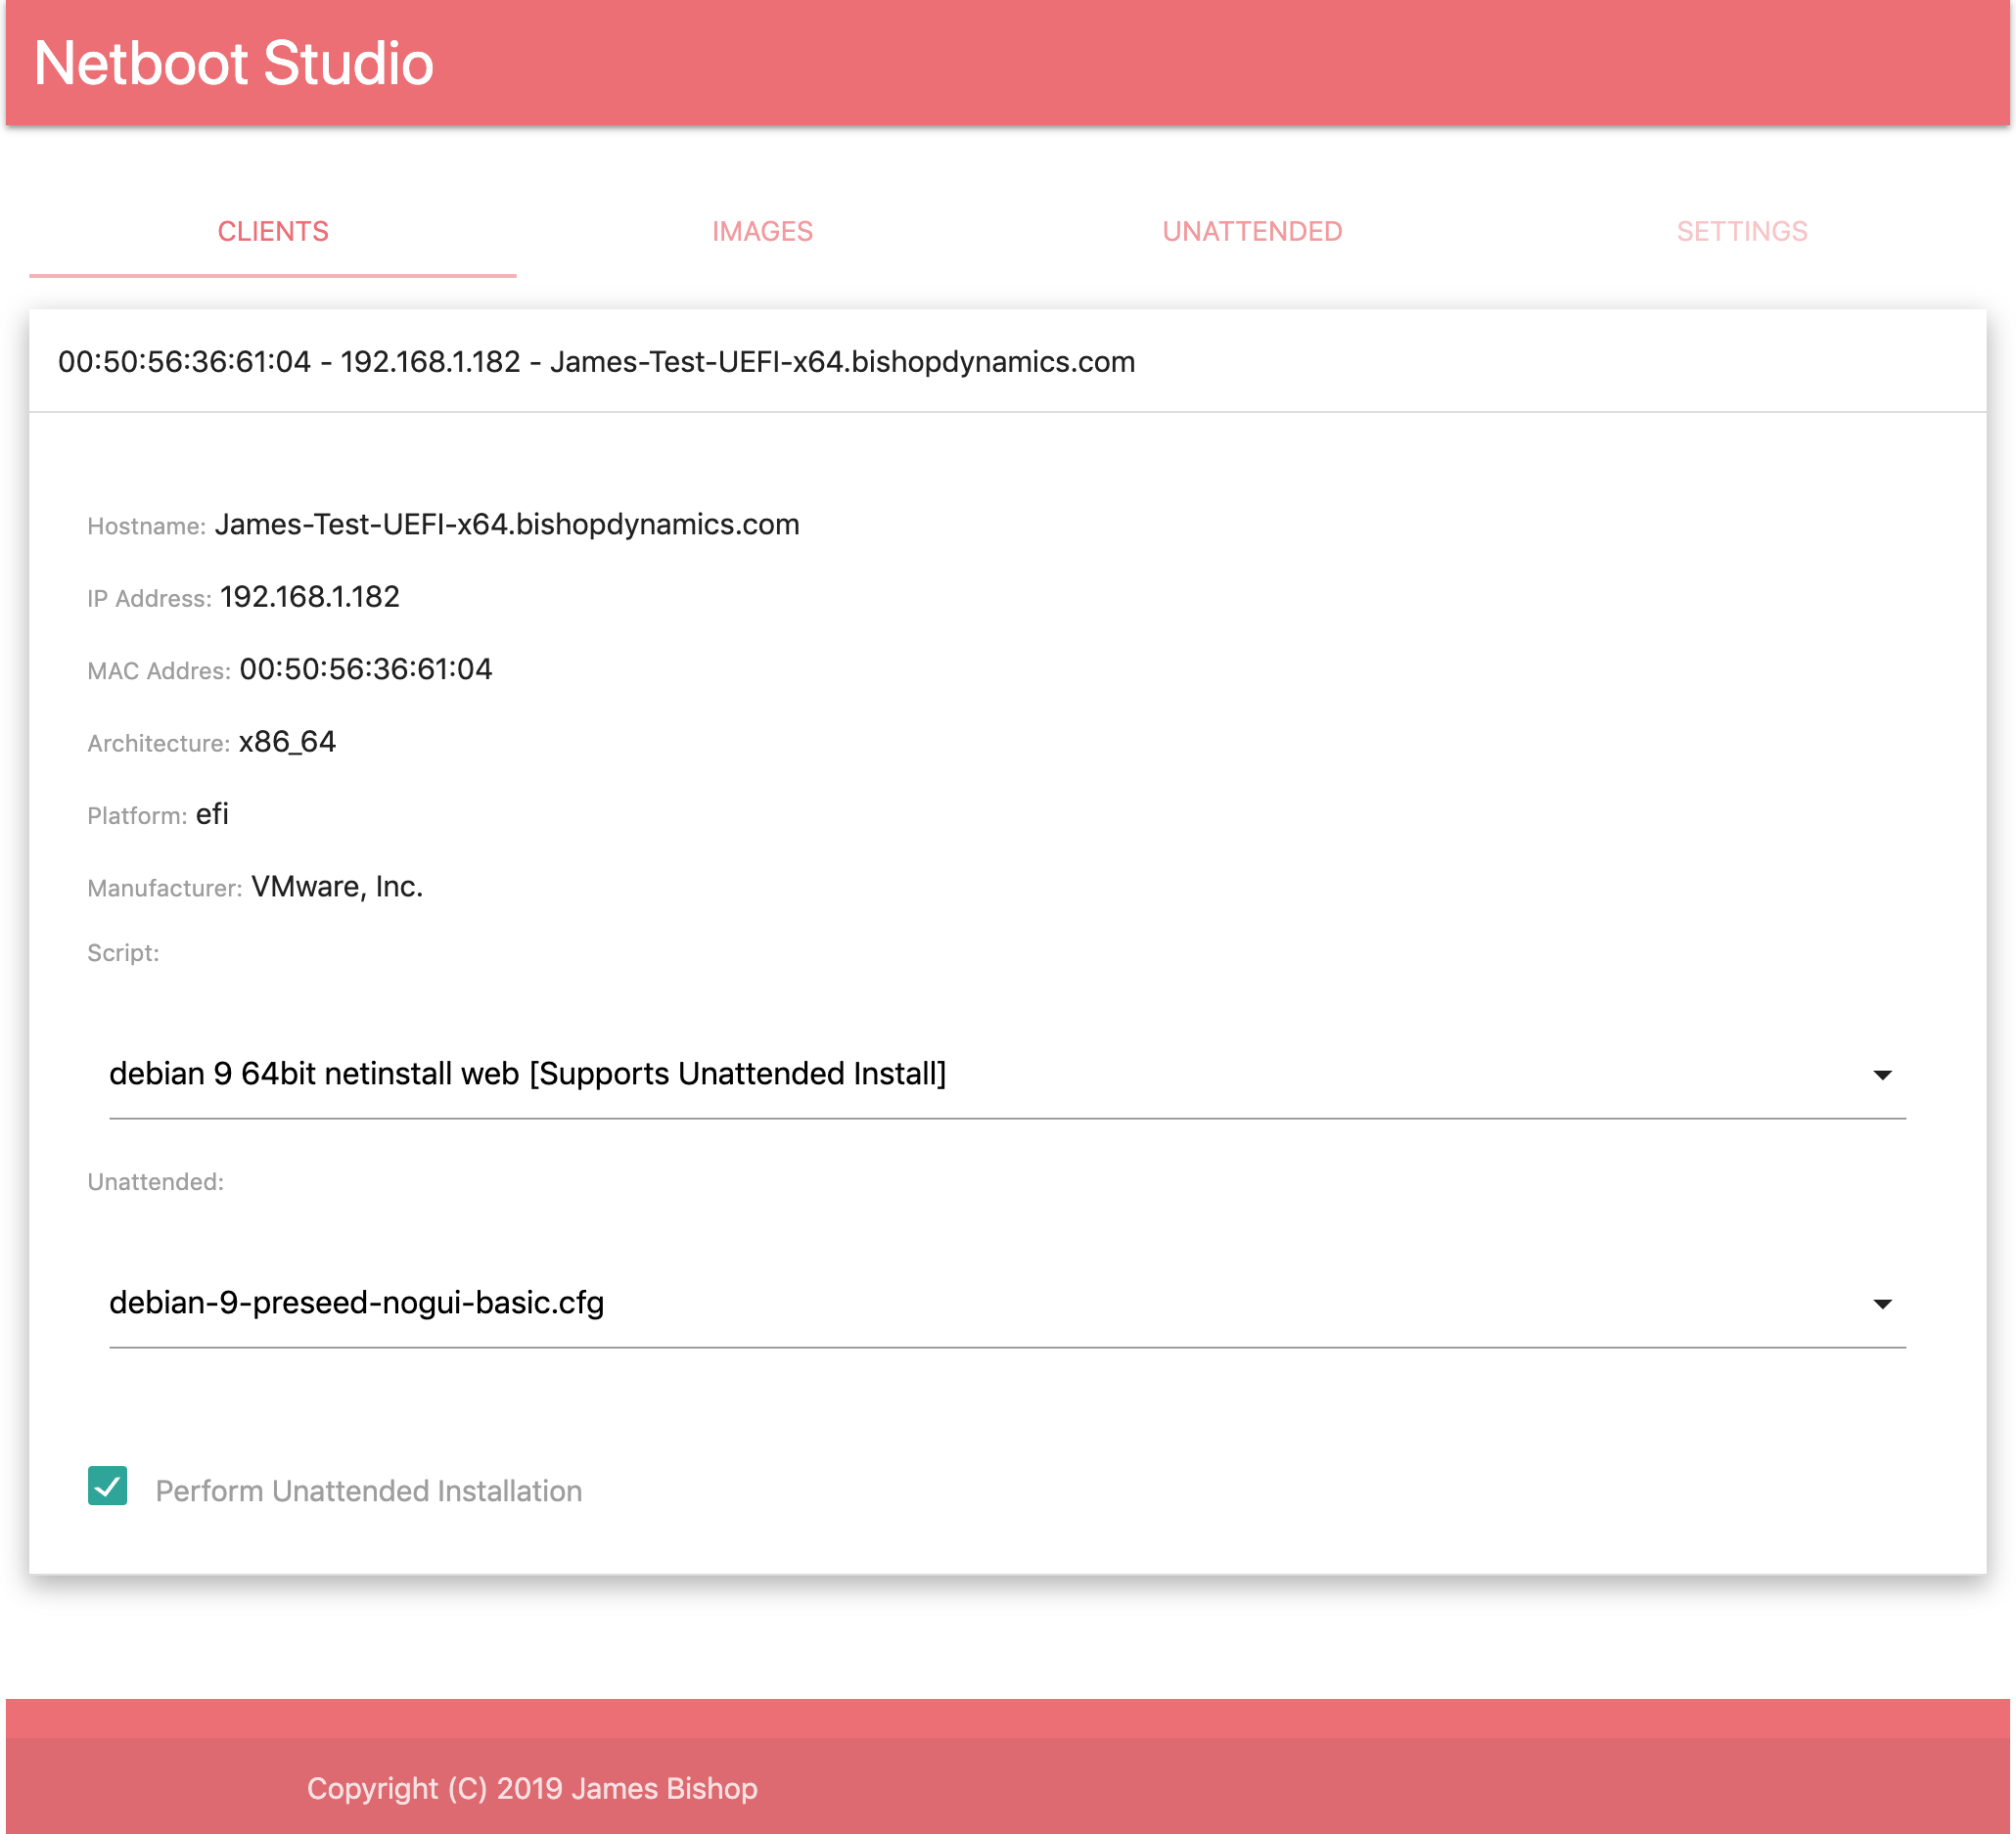 Netboot Studio
CLIENTS IMAGES UNATTENDED SETTINGS
00:50:56:36:61:04 - 192.168.1.182 - James-Test-UEFI-x64.bishopdynamics.com
Hostname: James-Test-UEFI-x64.bishopdynamics.com
IP Address: 192.168.1.182
MAC Addres: 00:50:56:36:61:04
Architecture: x86_64
Platform: efi
Manufacturer: VMware, Inc.
Script:
debian 9 64bit netinstall web [Supports Unattended Install]
Unattended:
debian-9-preseed-nogui-basic.cfg
Perform Unattended Installation
Copyright (C) 2019 James Bishop